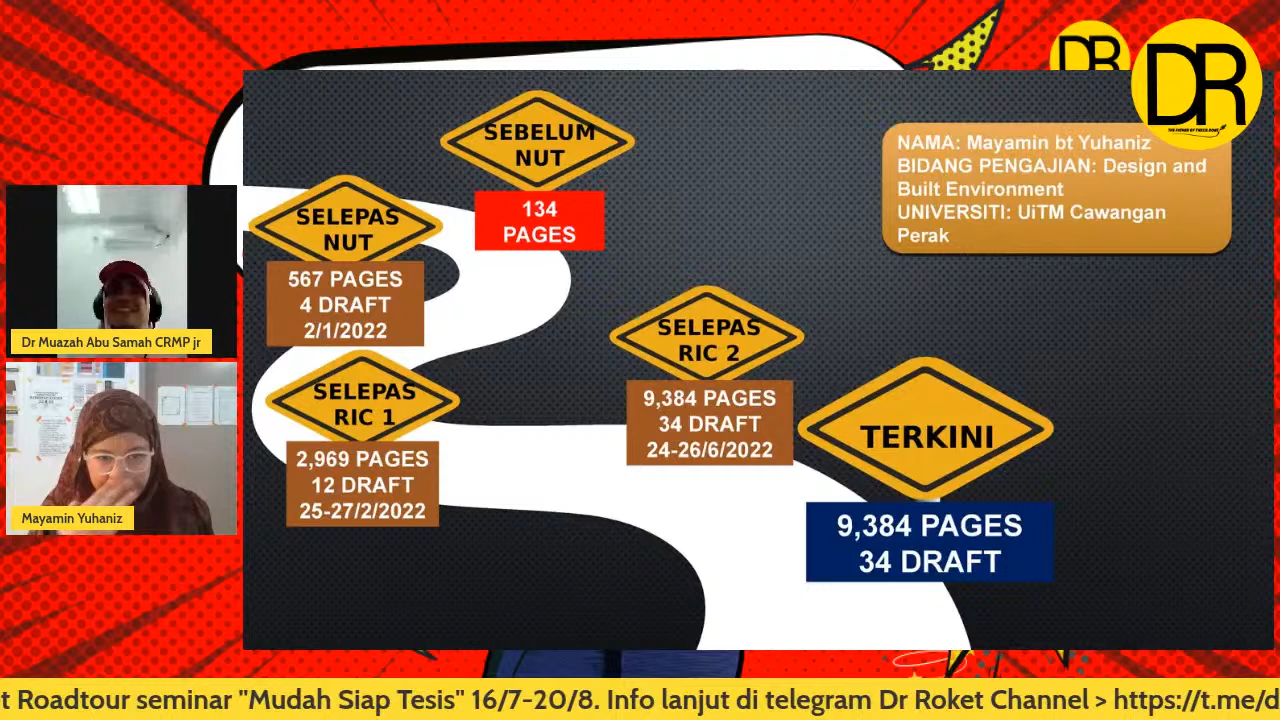 DR
DR
SEBELUM
NUT
134
PAGES
NAMA: Mayamin bt Yuhaniz
BIDANG PENGAJIAN: Design and
Built Environment
UNIVERSITI: UiTM Cawangan
Perak
SELEPAS
NUT
567 PAGES
4 DRAFT
2/1/2022
SELEPAS
RIC 1
2,969 PAGES
12 DRAFT
25-27/2/2022
SELEPAS
RIC 2
9,384 PAGES
34 DRAFT
24-26/6/2022
TERKINI
9,384 PAGES
34 DRAFT
Dr Muazah Abu Samah CRMP jr
Mayamin Yuhaniz
t Roadtour seminar "Mudah Siap Tesis" 16/7-20/8. Info lanjut di telegram Dr Roket Channel > https://t.me/d